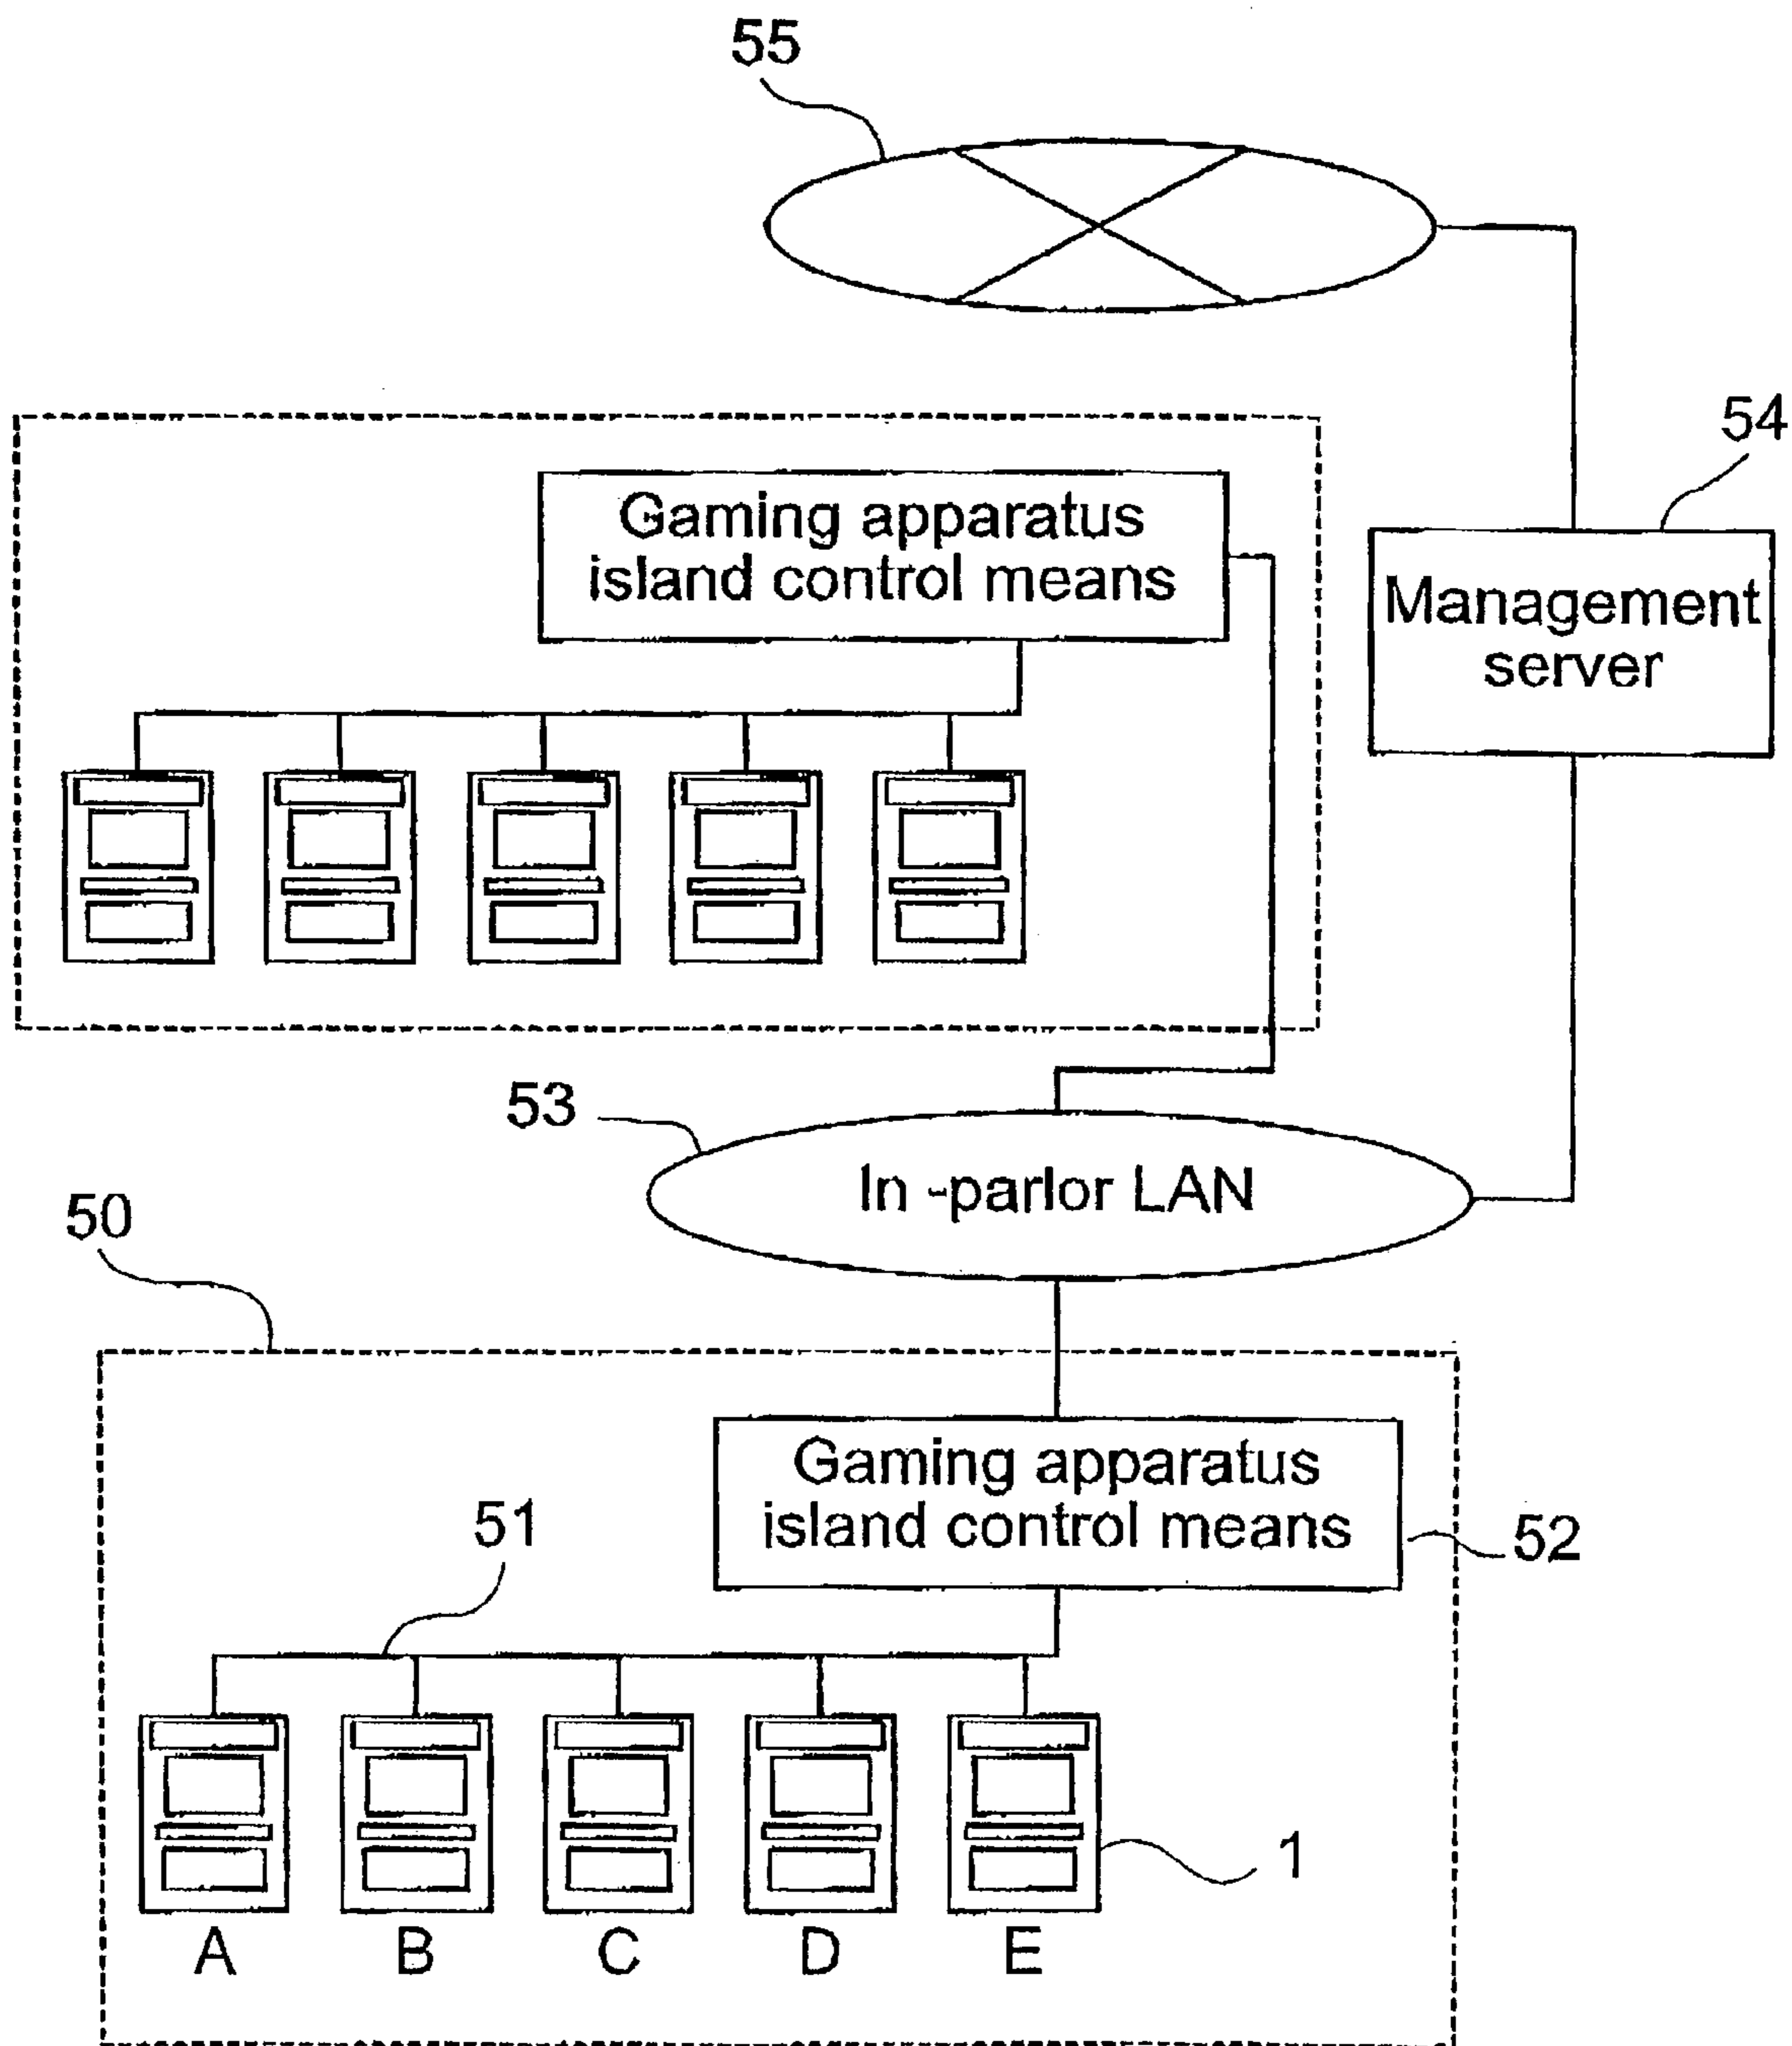 55
54
Gaming apparatus
island control means
Management
server
53
In -parlor LAN
50
Gaming apparatus
island control means
51
52
1
A B C D E